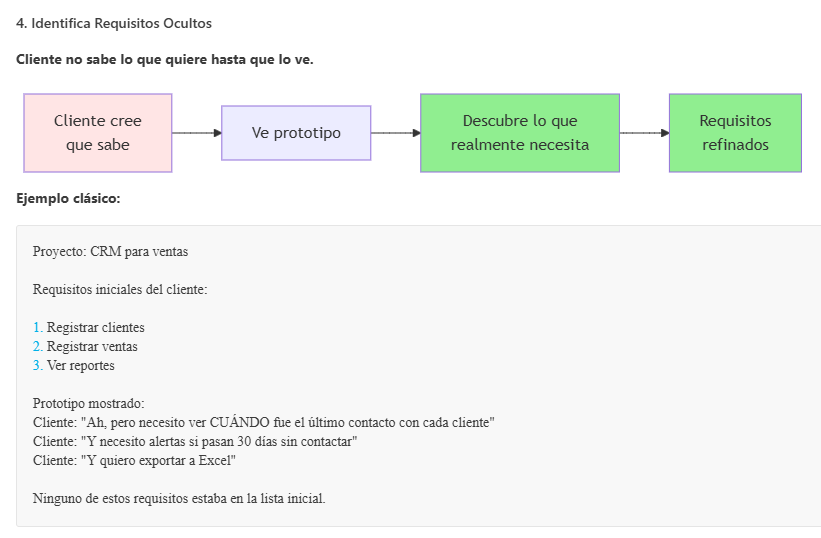 4. Identifica Requisitos Ocultos
Cliente no sabe lo que quiere hasta que lo ve.
Cliente cree
que sabe
Ve prototipo
Descubre lo que
realmente necesita
Requisitos
refinados
Ejemplo clásico:
Proyecto: CRM para ventas
Requisitos iniciales del cliente:
1. Registrar clientes
2. Registrar ventas
3. Ver reportes
Prototipo mostrado:
Cliente: "Ah, pero necesito ver CUÁNDO fue el último contacto con cada cliente"
Cliente: "Y necesito alertas si pasan 30 días sin contactar"
Cliente: "Y quiero exportar a Excel"
Ninguno de estos requisitos estaba en la lista inicial.